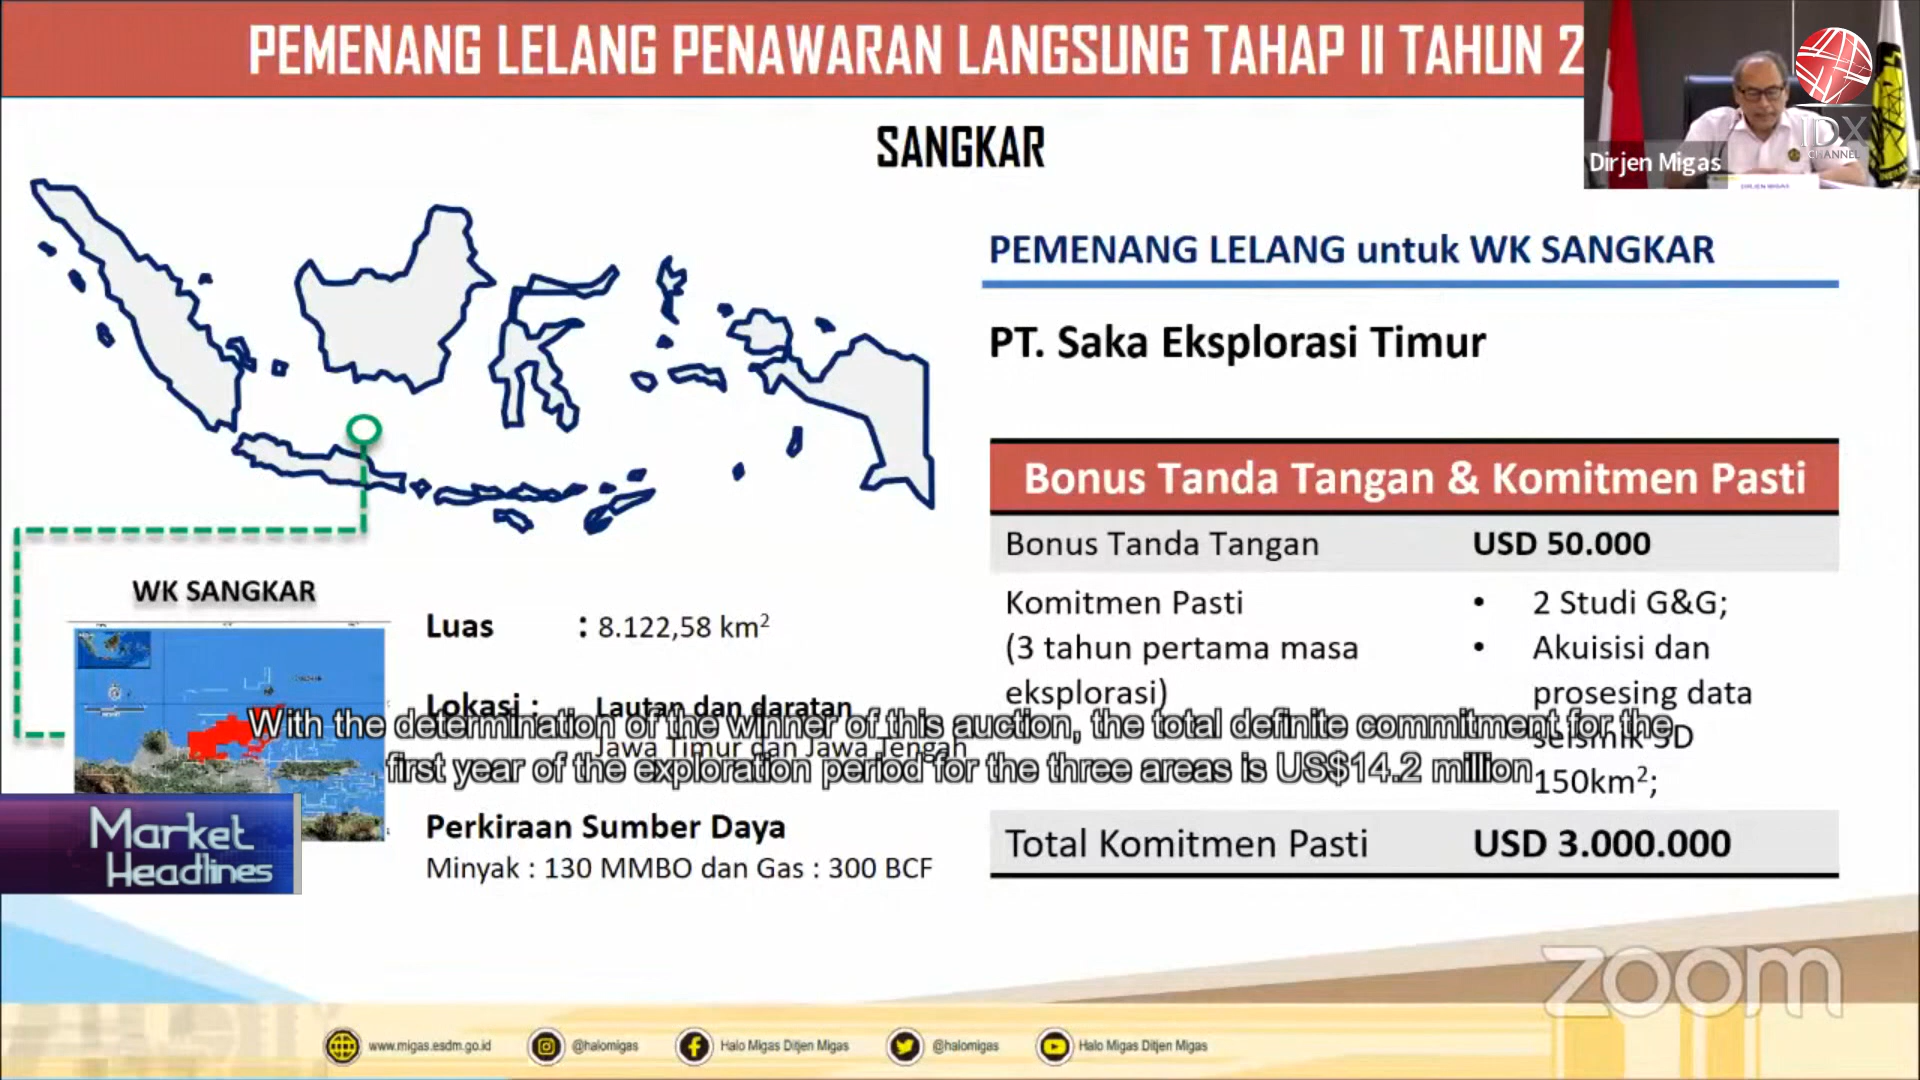 PEMENANG LELANG PENAWARAN LANGSUNG TAHAP II TAHUN 2
IDX
CHANNEL
Dirjen Migas
DIRJEN MIGAS
SANGKAR
PEMENANG LELANG untuk WK SANGKAR
PT. Saka Eksplorasi Timur
Bonus Tanda Tangan & Komitmen Pasti
Bonus Tanda Tangan USD 50.000
Komitmen Pasti
(3 tahun pertama masa
eksplorasi)
• 2 Studi G&G;
• Akuisisi dan
prosesing data
seismik 3D
150km²;
Total Komitmen Pasti USD 3.000.000
WK SANGKAR
Luas : 8.122,58 km²
Lokasi : Lautan dan daratan
Jawa Timur dan Jawa Tengah
Perkiraan Sumber Daya
Minyak : 130 MMBO dan Gas : 300 BCF
With the determination of the winner of this auction, the total definite commitment for the
first year of the exploration period for the three areas is US$14.2 million
Market
Headlines
zoom
www.migas.esdm.go.id
@halomigas
Halo Migas Ditjen Migas
@halomigas
Halo Migas Ditjen Migas